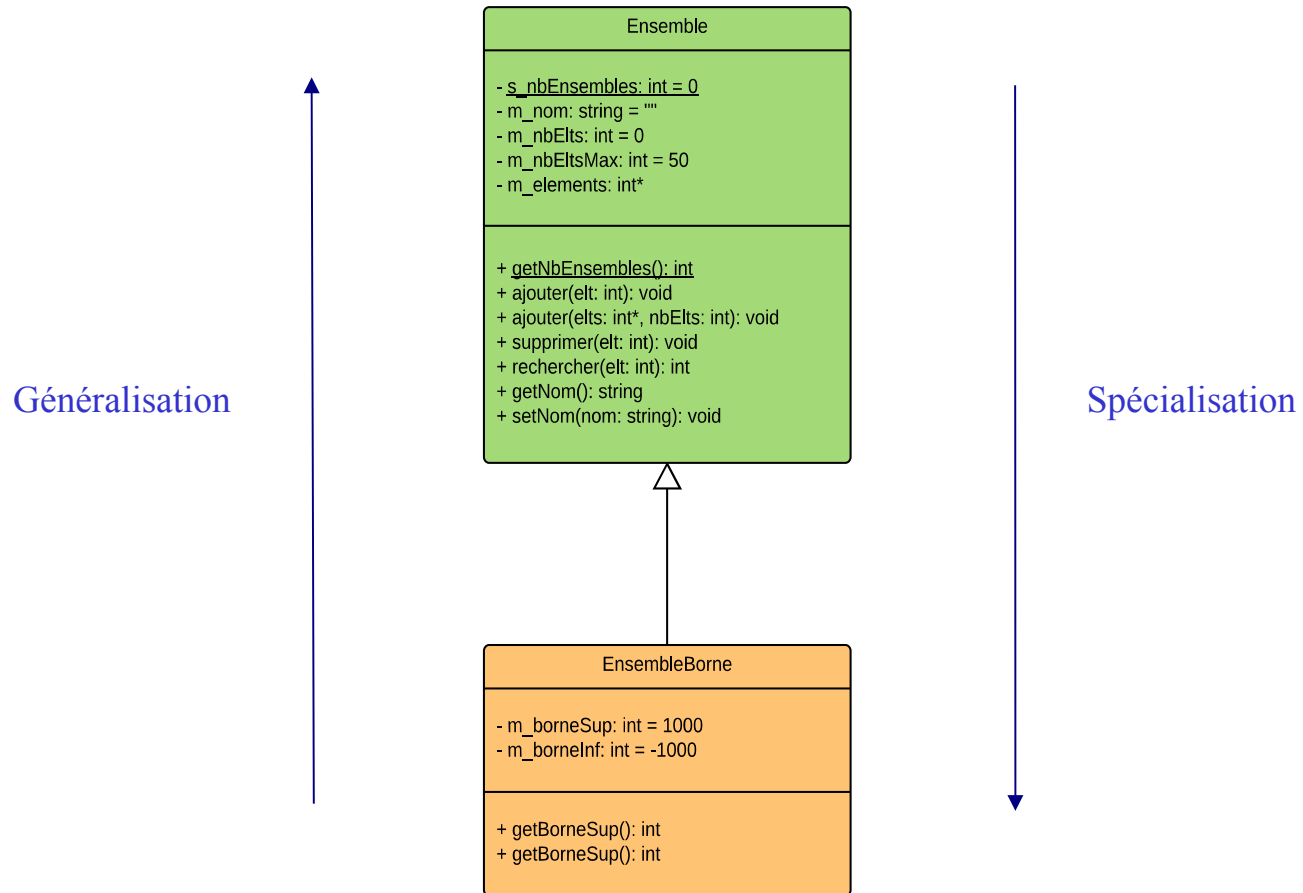 Ensemble
- s_nbEnsembles: int = 0
- m_nom: string = ""
- m_nbElts: int = 0
- m_nbEltsMax: int = 50
- m_elements: int*
+ getNbEnsembles(): int
+ ajouter(elt: int): void
+ ajouter(elts: int*, nbElts: int): void
+ supprimer(elt: int): void
+ rechercher(elt: int): int
+ getNom(): string
+ setNom(nom: string): void
Généralisation
Spécialisation
EnsembleBorne
- m_borneSup: int = 1000
- m_borneInf: int = -1000
+ getBorneSup(): int
+ getBorneSup(): int